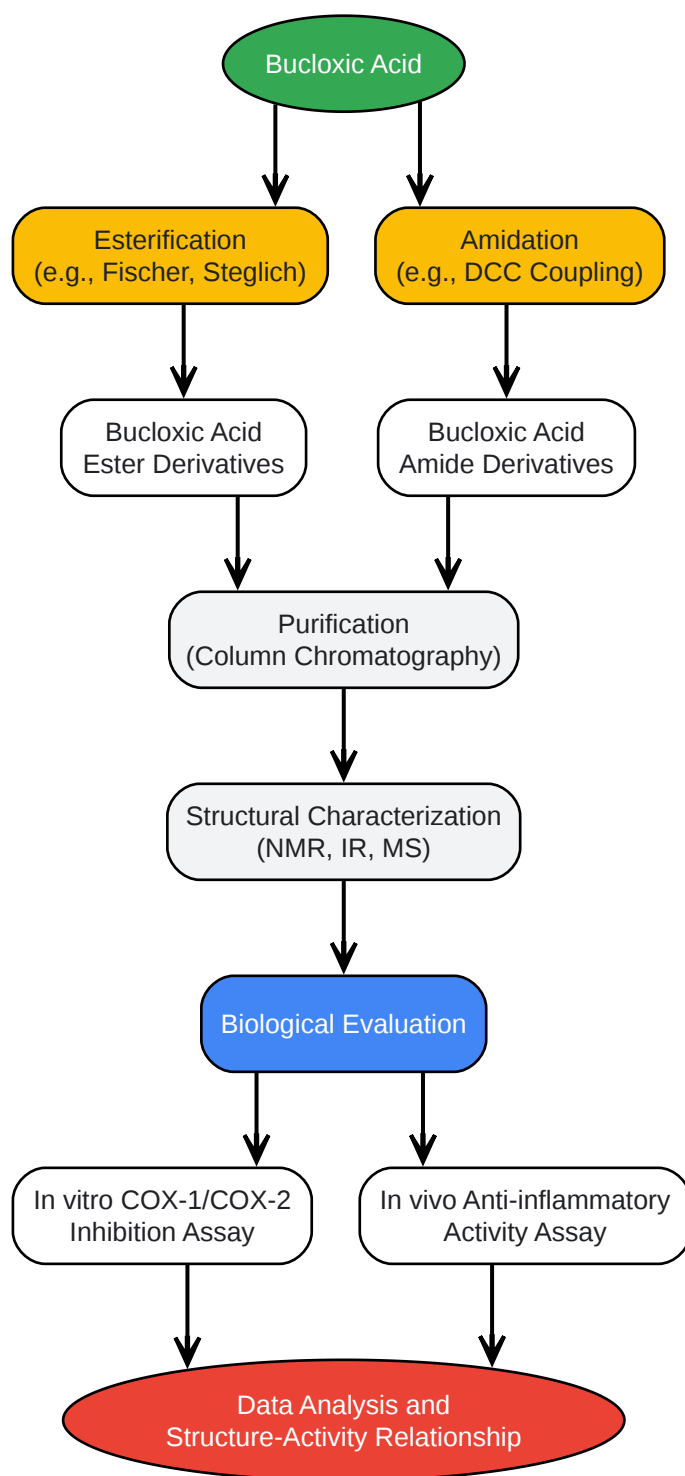 Bucloxic Acid
Esterification
(e.g., Fischer, Steglich)
Amidation
(e.g., DCC Coupling)
Bucloxic Acid
Ester Derivatives
Bucloxic Acid
Amide Derivatives
Purification
(Column Chromatography)
Structural Characterization
(NMR, IR, MS)
Biological Evaluation
In vitro COX-1/COX-2
Inhibition Assay
In vivo Anti-inflammatory
Activity Assay
Data Analysis and
Structure-Activity Relationship